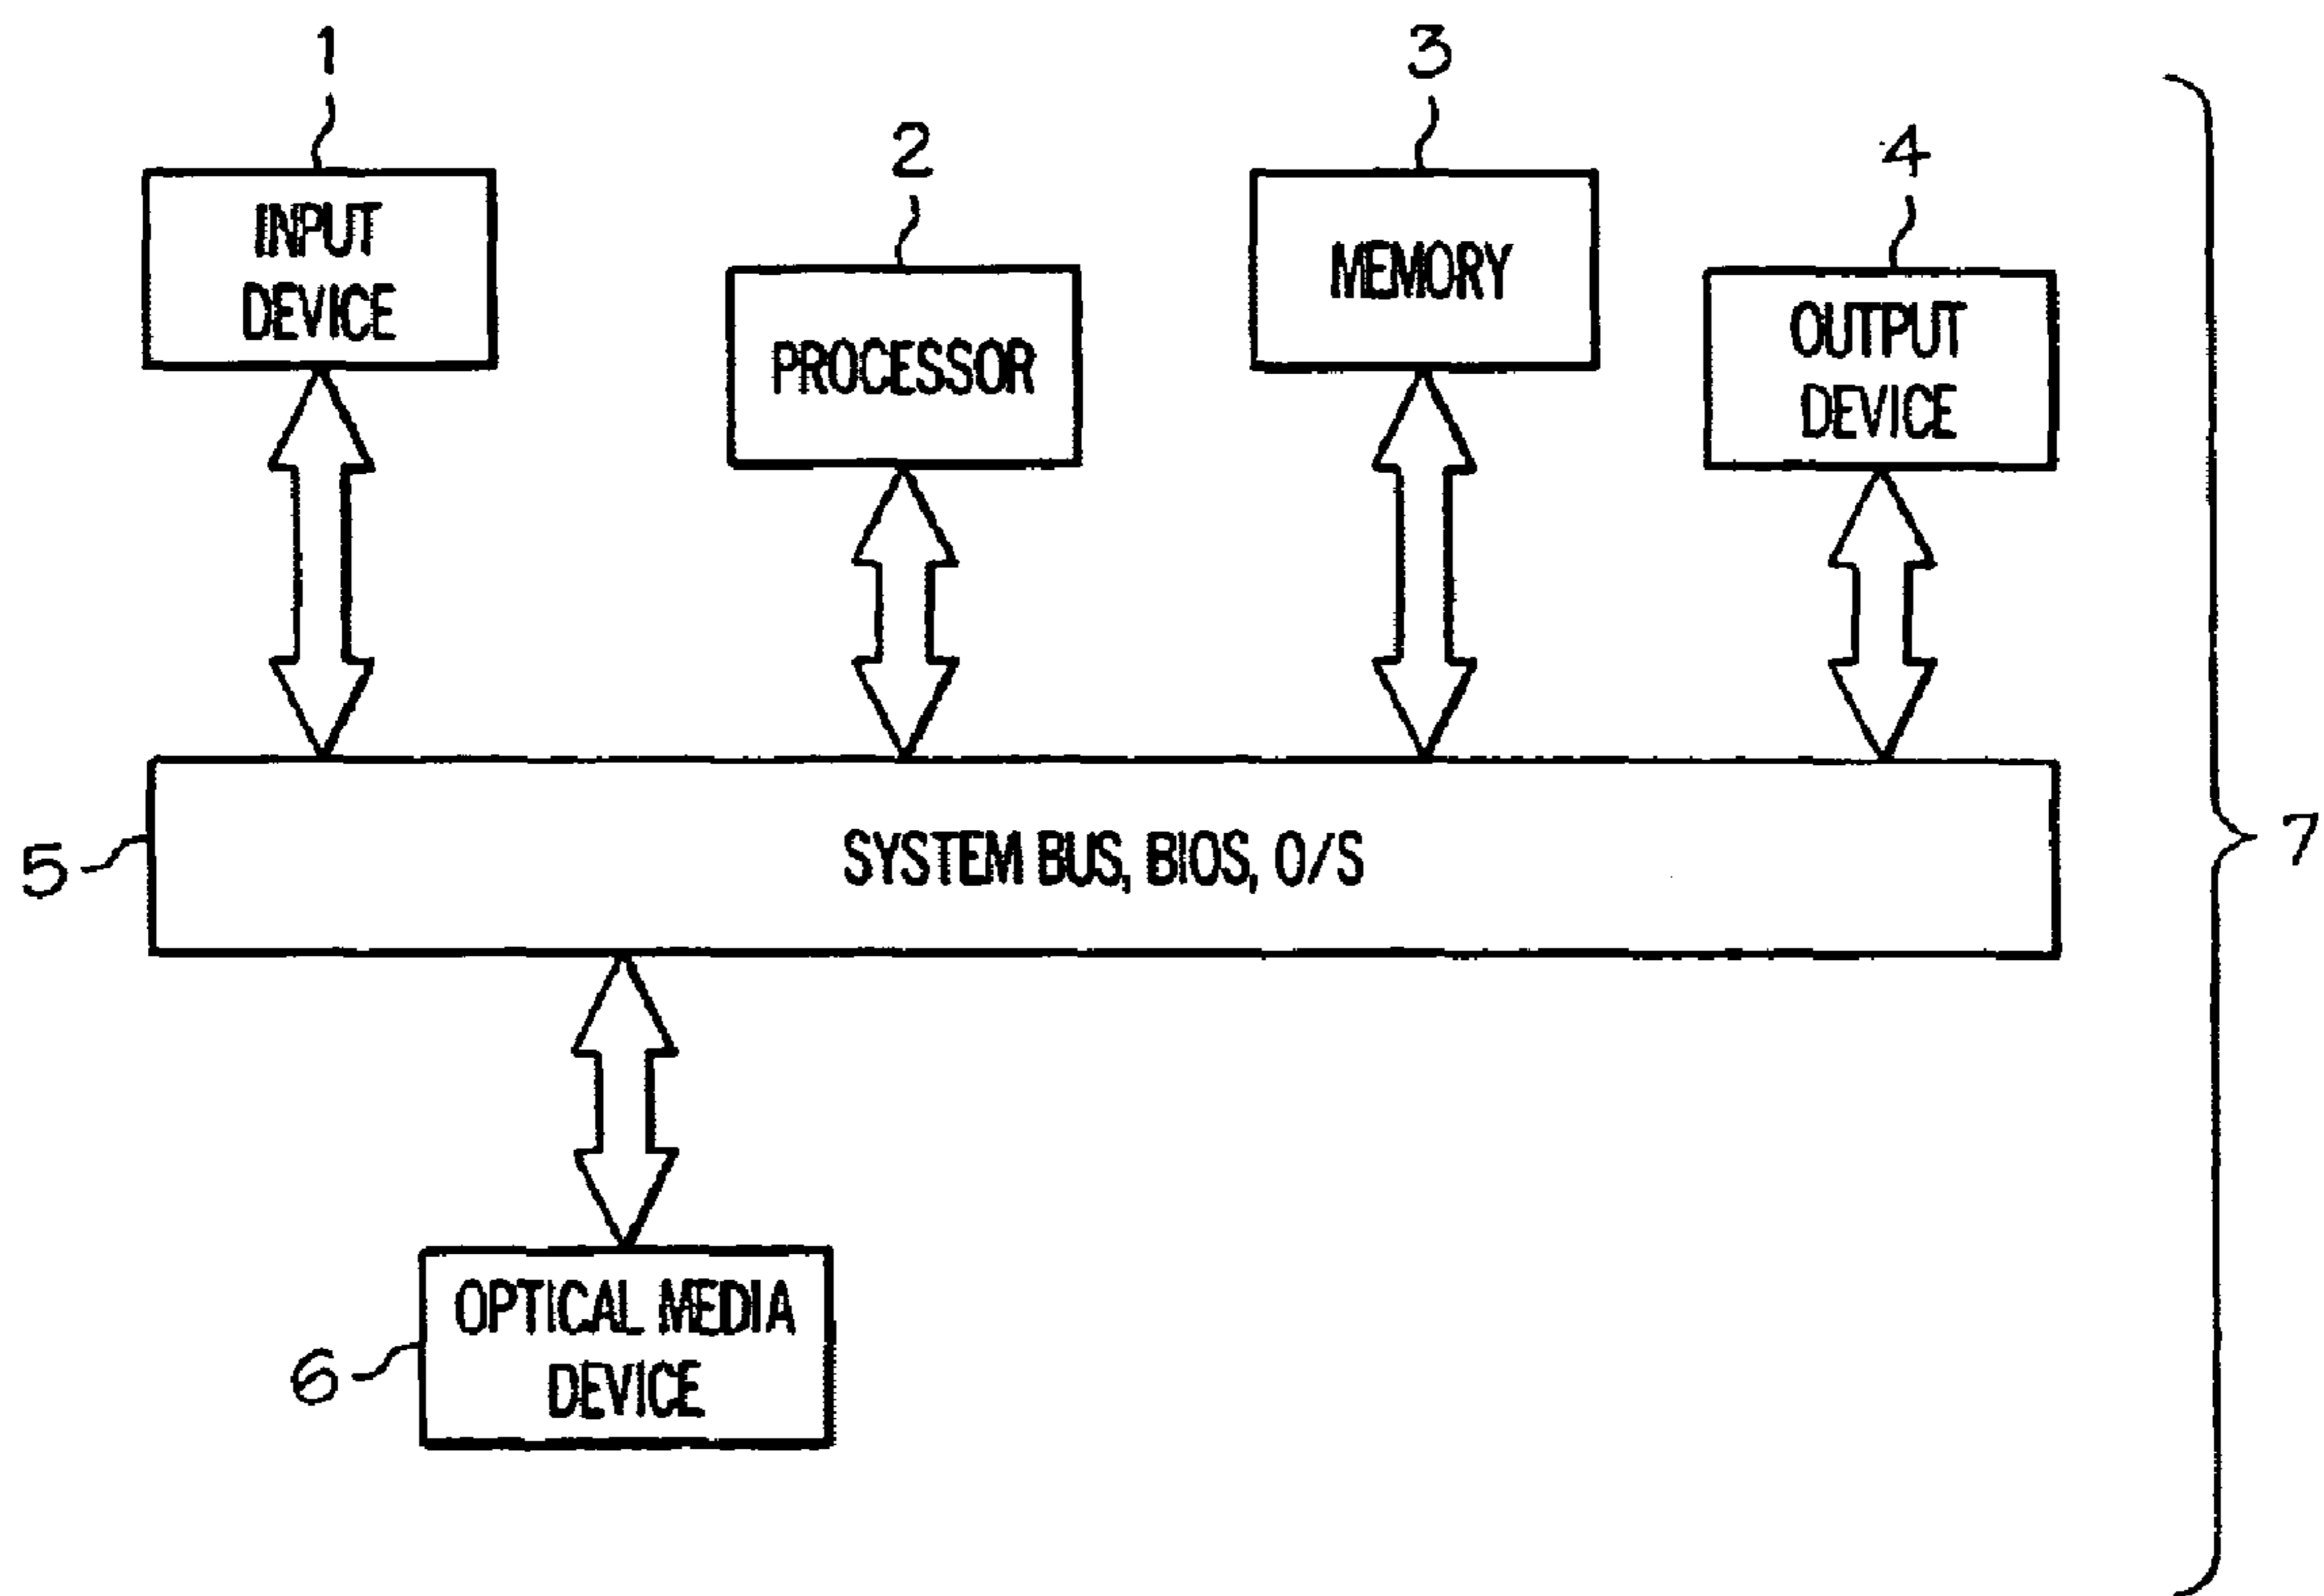 1
3
2
4
INPUT
DEVICE
MEMORY
PROCESSOR
OUTPUT
DEVICE
5
SYSTEM BUS, BIOS, O/S
7
6
OPTICAL MEDIA
DEVICE